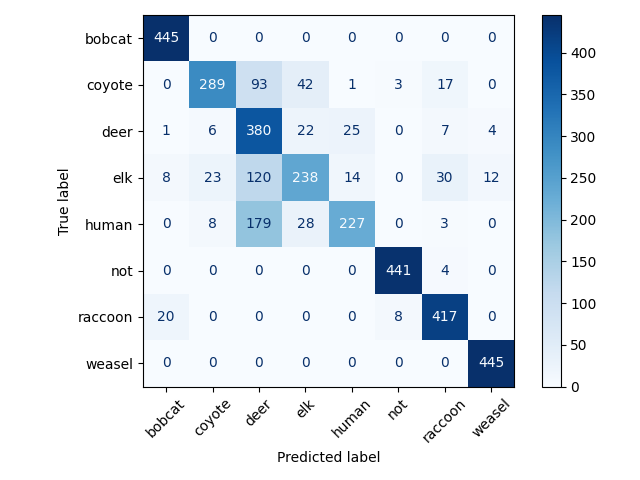 bobcat 445 0 0 0 0 0 0 0
coyote 0 289 93 42 1 3 17 0
deer 1 6 380 22 25 0 7 4
elk 8 23 120 238 14 0 30 12
human 0 8 179 28 227 0 3 0
not 0 0 0 0 0 441 4 0
raccoon 20 0 0 0 0 8 417 0
weasel 0 0 0 0 0 0 0 445
bobcat coyote deer elk human not raccoon weasel
True label
Predicted label
400
350
300
250
200
150
100
50
0